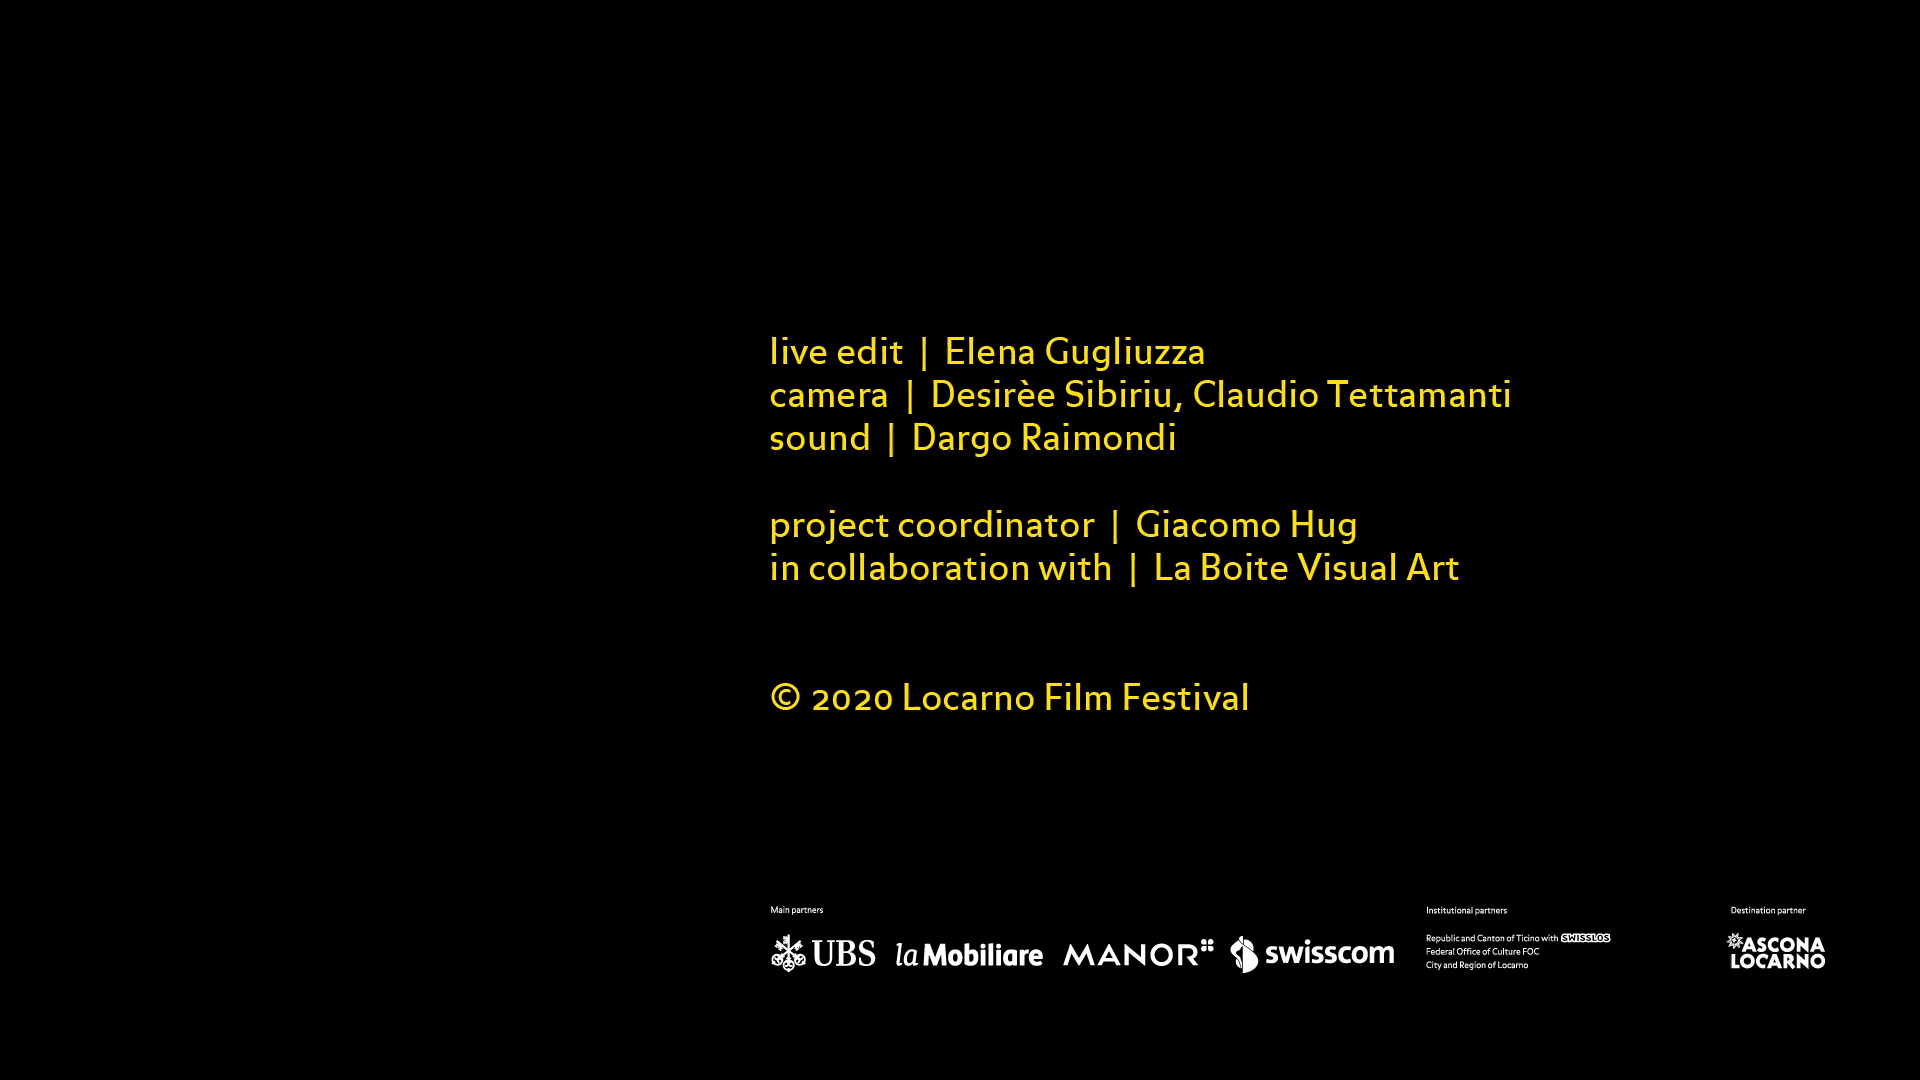 live edit | Elena Gugliuzza
camera | Desirèe Sibiriu, Claudio Tettamanti
sound | Dargo Raimondi
project coordinator | Giacomo Hug
in collaboration with | La Boite Visual Art
© 2020 Locarno Film Festival
Main partners
UBS la Mobiliare MANOR swisscom
Institutional partners
Republic and Canton of Ticino with SWISSLOS
Federal Office of Culture FOC
City and Region of Locarno
Destination partner
ASCONA
LOCARNO